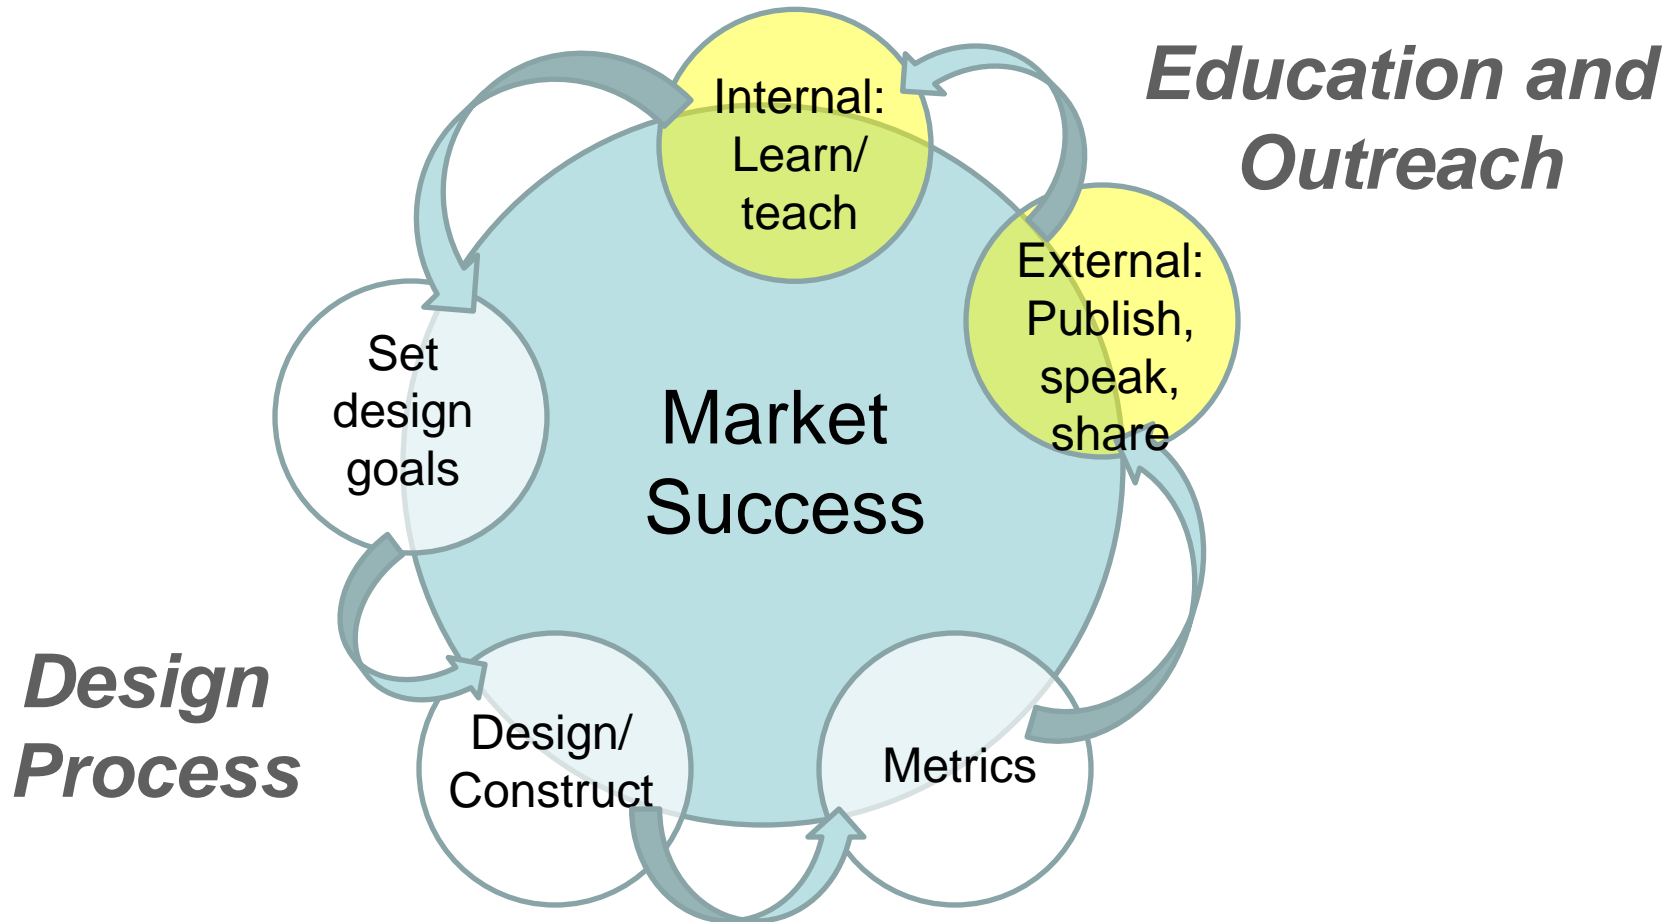 Education and
Outreach
Internal:
Learn/
teach
External:
Publish,
speak,
share
Set
design
goals
Market
Success
Design
Process
Design/
Construct
Metrics